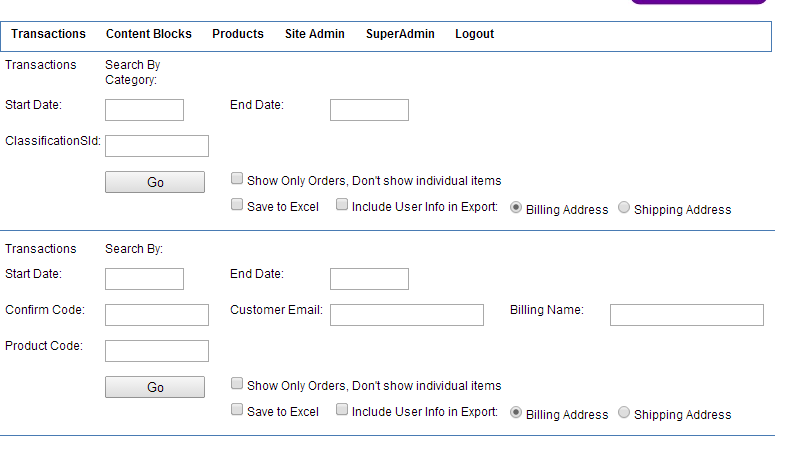 Transactions Content Blocks Products Site Admin SuperAdmin Logout
Transactions Search By
Category:
Start Date: End Date:
ClassificationSId:
Go Show Only Orders, Don't show individual items
Save to Excel Include User Info in Export: Billing Address Shipping Address
Transactions Search By:
Start Date: End Date:
Confirm Code: Customer Email: Billing Name:
Product Code:
Go Show Only Orders, Don't show individual items
Save to Excel Include User Info in Export: Billing Address Shipping Address